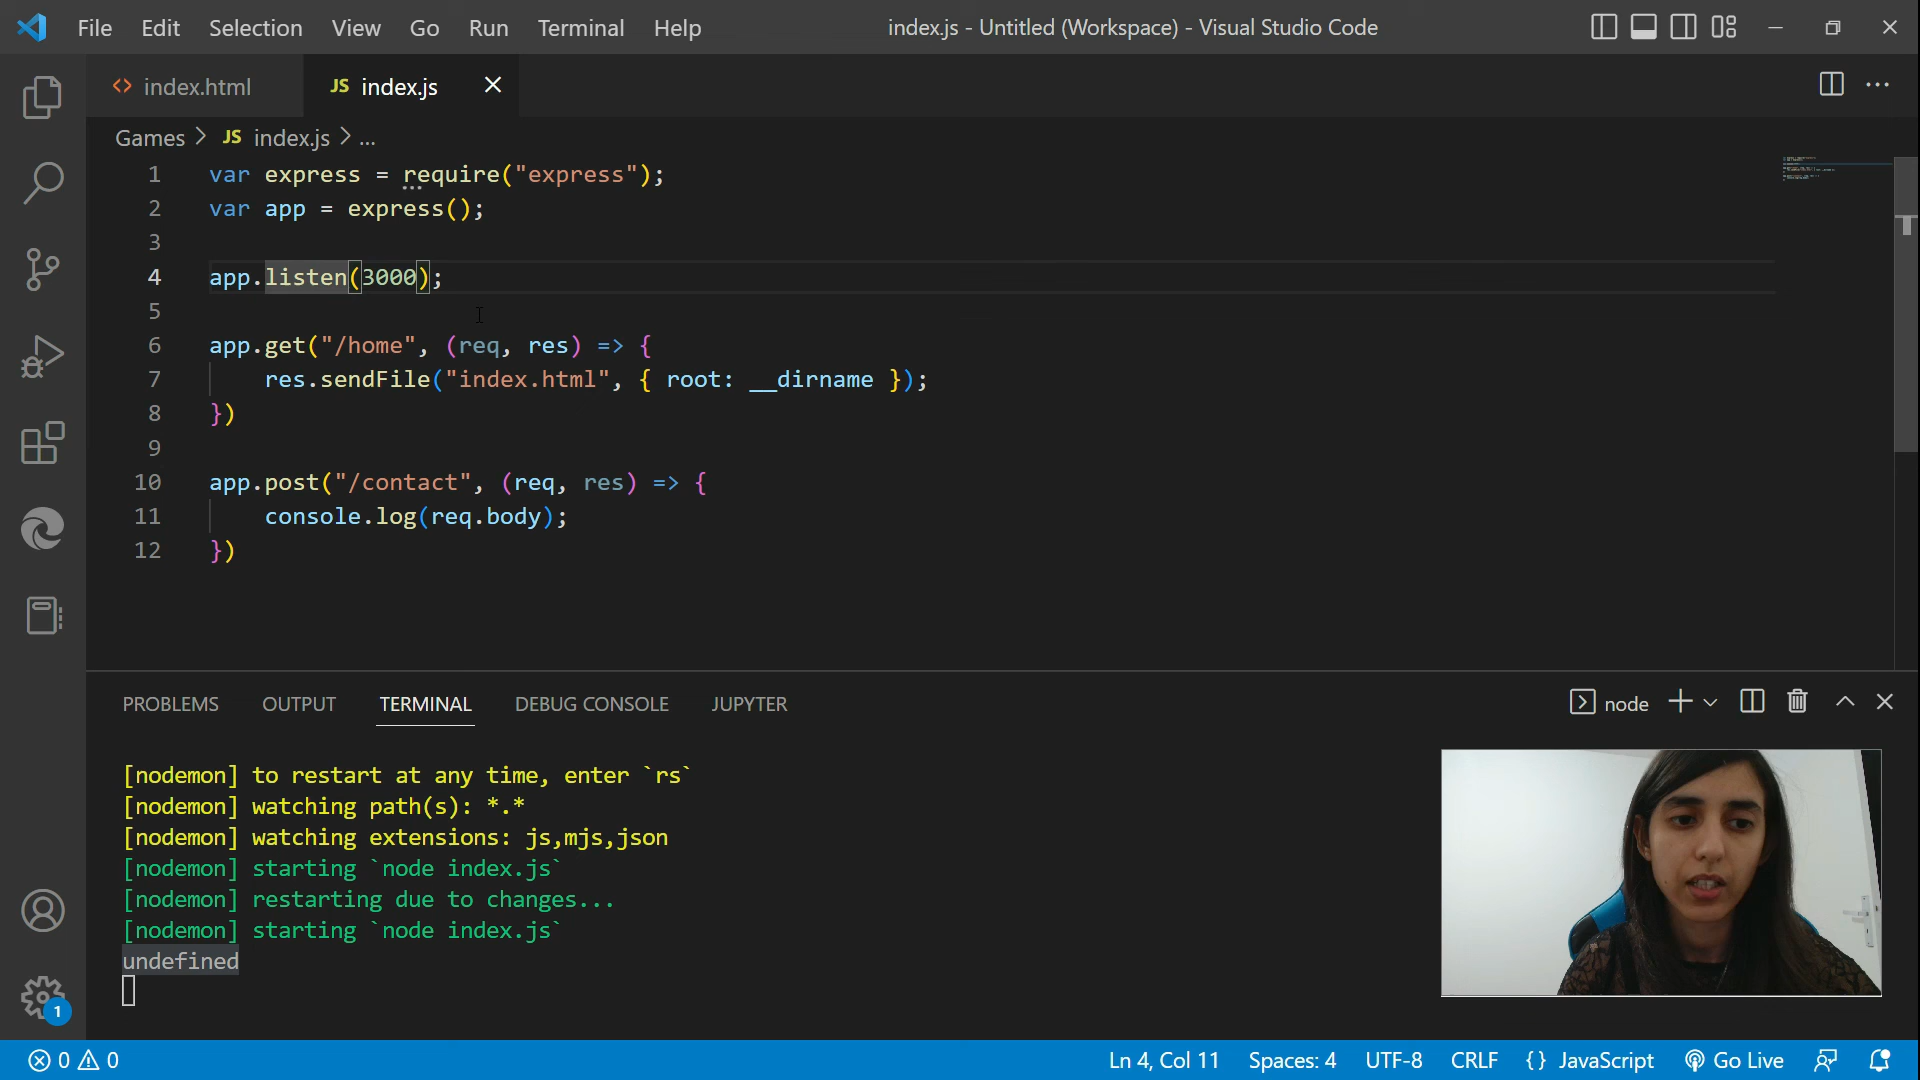 File Edit Selection View Go Run Terminal Help index.js - Untitled (Workspace) - Visual Studio Code
<> index.html JS index.js
Games > JS index.js > ...
1 var express = require("express");
2 var app = express();
3
4 app.listen(3000);
5
6 app.get("/home", (req, res) => {
7     res.sendFile("index.html", { root: __dirname });
8 })
9
10 app.post("/contact", (req, res) => {
11     console.log(req.body);
12 })
PROBLEMS OUTPUT TERMINAL DEBUG CONSOLE JUPYTER node
[nodemon] to restart at any time, enter `rs`
[nodemon] watching path(s): *.*
[nodemon] watching extensions: js,mjs,json
[nodemon] starting `node index.js`
[nodemon] restarting due to changes...
[nodemon] starting `node index.js`
undefined
1
0 0 Ln 4, Col 11 Spaces: 4 UTF-8 CRLF {} JavaScript Go Live